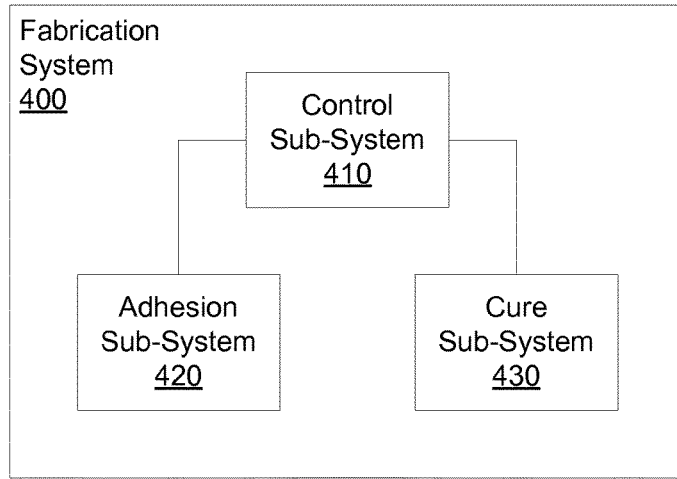 Fabrication
System
400
Control
Sub-System
410
Adhesion
Sub-System
420
Cure
Sub-System
430